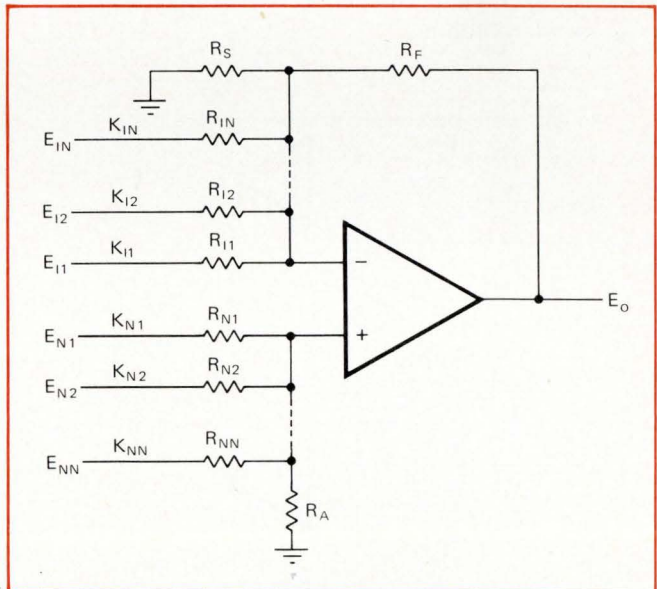 R_S R_F
E_IN K_IN R_IN
E_I2 K_I2 R_I2
E_I1 K_I1 R_I1
−
E_N1 K_N1 R_N1 +
E_O
E_N2 K_N2 R_N2
E_NN K_NN R_NN
R_A